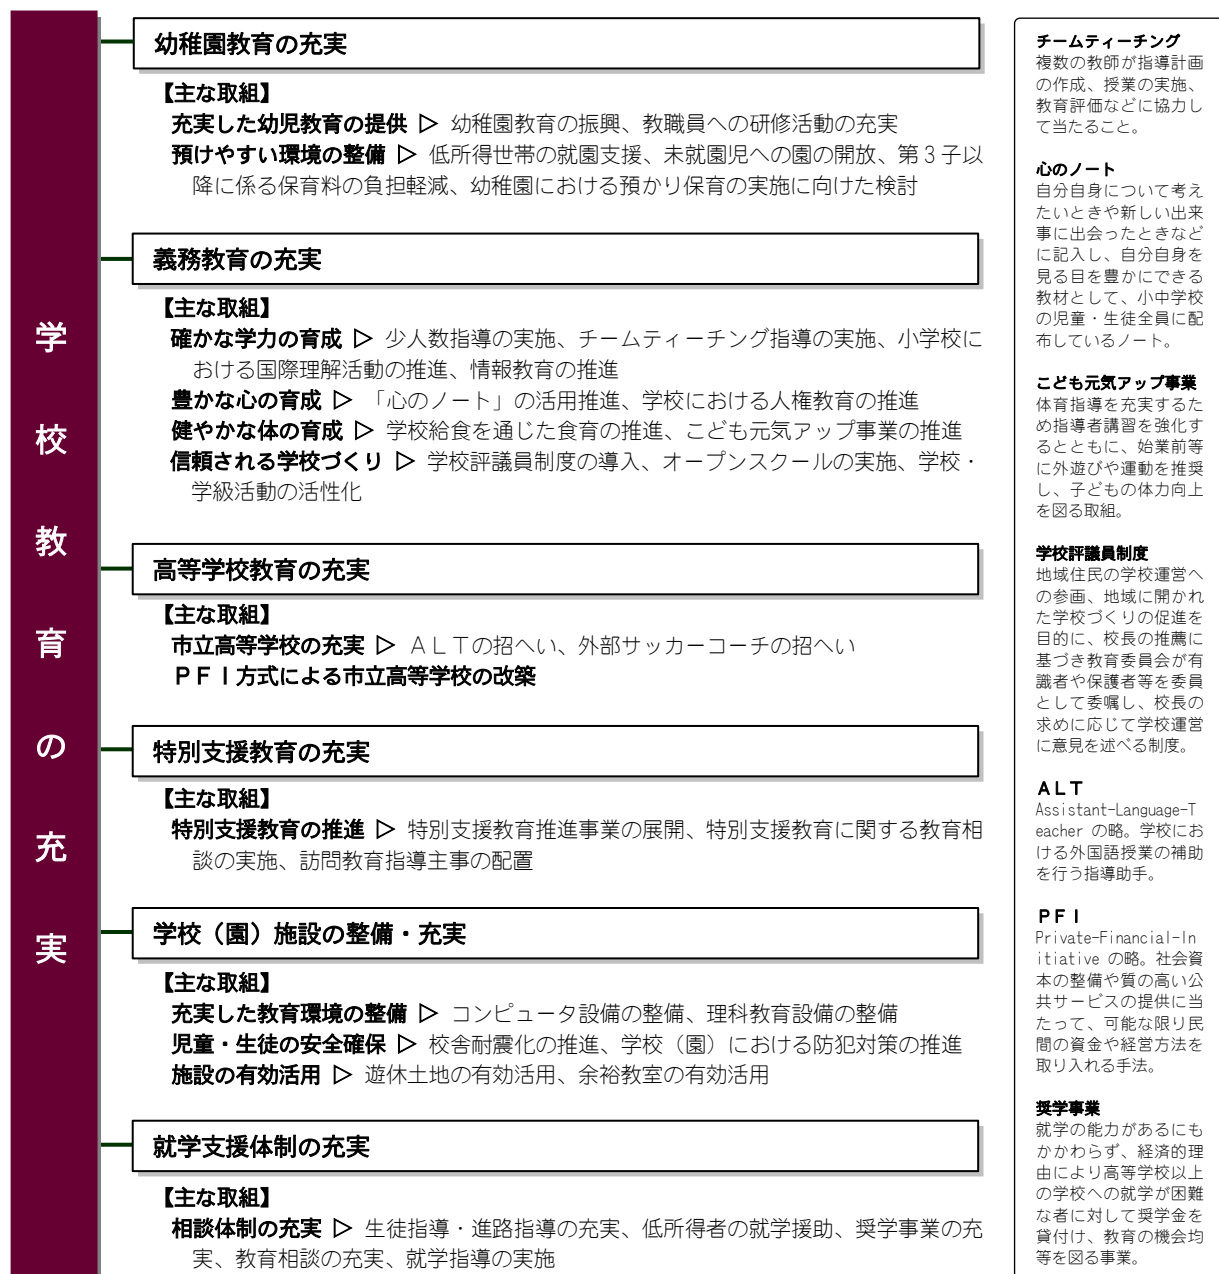 学校教育の充実
幼稚園教育の充実
【主な取組】
充実した幼児教育の提供 ▷ 幼稚園教育の振興、教職員への研修活動の充実
預けやすい環境の整備 ▷ 低所得世帯の就園支援、未就園児への園の開放、第３子以
降に係る保育料の負担軽減、幼稚園における預かり保育の実施に向けた検討
義務教育の充実
【主な取組】
確かな学力の育成 ▷ 少人数指導の実施、チームティーチング指導の実施、小学校に
おける国際理解活動の推進、情報教育の推進
豊かな心の育成 ▷ 「心のノート」の活用推進、学校における人権教育の推進
健やかな体の育成 ▷ 学校給食を通じた食育の推進、こども元気アップ事業の推進
信頼される学校づくり ▷ 学校評議員制度の導入、オープンスクールの実施、学校・
学級活動の活性化
高等学校教育の充実
【主な取組】
市立高等学校の充実 ▷ ＡＬＴの招へい、外部サッカーコーチの招へい
ＰＦＩ方式による市立高等学校の改築
特別支援教育の充実
【主な取組】
特別支援教育の推進 ▷ 特別支援教育推進事業の展開、特別支援教育に関する教育相
談の実施、訪問教育指導主事の配置
学校（園）施設の整備・充実
【主な取組】
充実した教育環境の整備 ▷ コンピュータ設備の整備、理科教育設備の整備
児童・生徒の安全確保 ▷ 校舎耐震化の推進、学校（園）における防犯対策の推進
施設の有効活用 ▷ 遊休土地の有効活用、余裕教室の有効活用
就学支援体制の充実
【主な取組】
相談体制の充実 ▷ 生徒指導・進路指導の充実、低所得者の就学援助、奨学事業の充
実、教育相談の充実、就学指導の実施
チームティーチング
複数の教師が指導計画
の作成、授業の実施、
教育評価などに協力し
て当たること。
心のノート
自分自身について考え
たいときや新しい出来
事に出会ったときなど
に記入し、自分自身を
見る目を豊かにできる
教材として、小中学校
の児童・生徒全員に配
布しているノート。
こども元気アップ事業
体育指導を充実するた
め指導者講習を強化す
るとともに、始業前等
に外遊びや運動を推奨
し、子どもの体力向上
を図る取組。
学校評議員制度
地域住民の学校運営へ
の参画、地域に開かれ
た学校づくりの促進を
目的に、校長の推薦に
基づき教育委員会が有
識者や保護者等を委員
として委嘱し、校長の
求めに応じて学校運営
に意見を述べる制度。
ＡＬＴ
Assistant-Language-T
eacher の略。学校にお
ける外国語授業の補助
を行う指導助手。
ＰＦＩ
Private-Financial-In
itiative の略。社会資
本の整備や質の高い公
共サービスの提供に当
たって、可能な限り民
間の資金や経営方法を
取り入れる手法。
奨学事業
就学の能力があるにも
かかわらず、経済的理
由により高等学校以上
の学校への就学が困難
な者に対して奨学金を
貸付け、教育の機会均
等を図る事業。